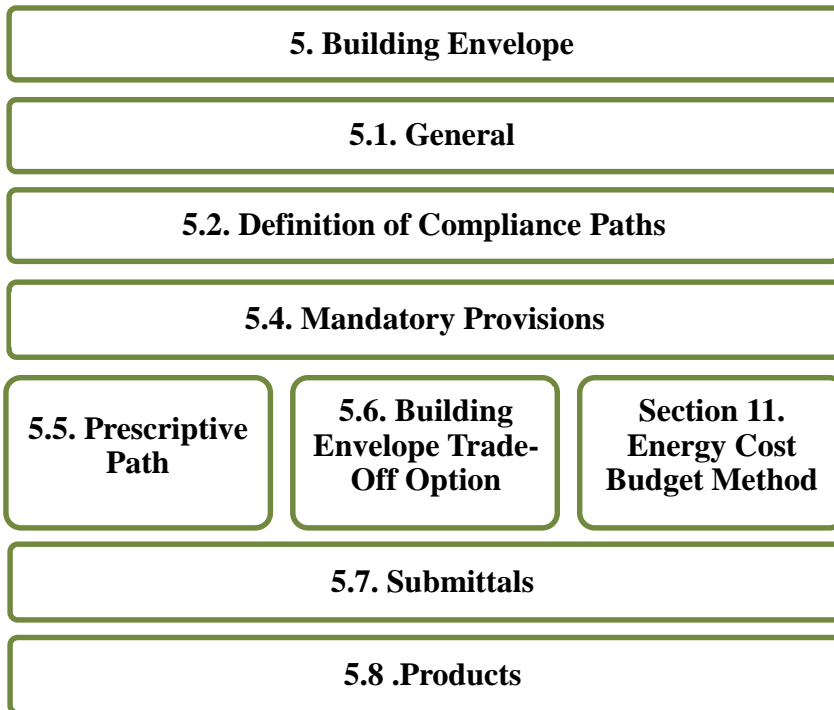 5. Building Envelope
5.1. General
5.2. Definition of Compliance Paths
5.4. Mandatory Provisions
5.5. Prescriptive
Path
5.6. Building
Envelope Trade-
Off Option
Section 11.
Energy Cost
Budget Method
5.7. Submittals
5.8 .Products